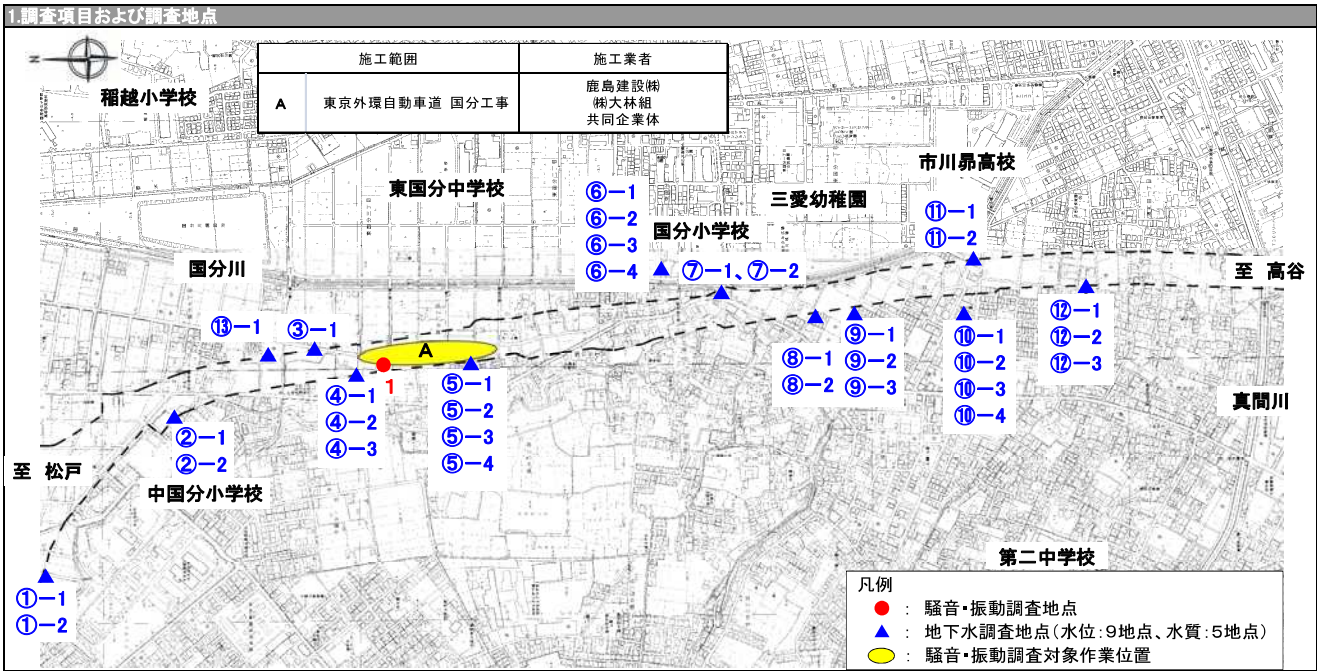 1.調査項目および調査地点
N
施工範囲
施工業者
A
東京外環自動車道 国分工事
鹿島建設㈱
㈱大林組
共同企業体
稲越小学校
東国分中学校
市川昴高校
三愛幼稚園
国分小学校
国分川
⑥-1
⑥-2
⑥-3
⑥-4
⑦-1、⑦-2
⑪-1
⑪-2
至 高谷
⑬-1
③-1
A
1
④-1
④-2
④-3
⑤-1
⑤-2
⑤-3
⑤-4
⑧-1
⑧-2
⑨-1
⑨-2
⑨-3
⑩-1
⑩-2
⑩-3
⑩-4
⑫-1
⑫-2
⑫-3
真間川
②-1
②-2
至 松戸
中国分小学校
①-1
①-2
第二中学校
凡例
: 騒音・振動調査地点
: 地下水調査地点(水位:9地点、水質:5地点)
: 騒音・振動調査対象作業位置